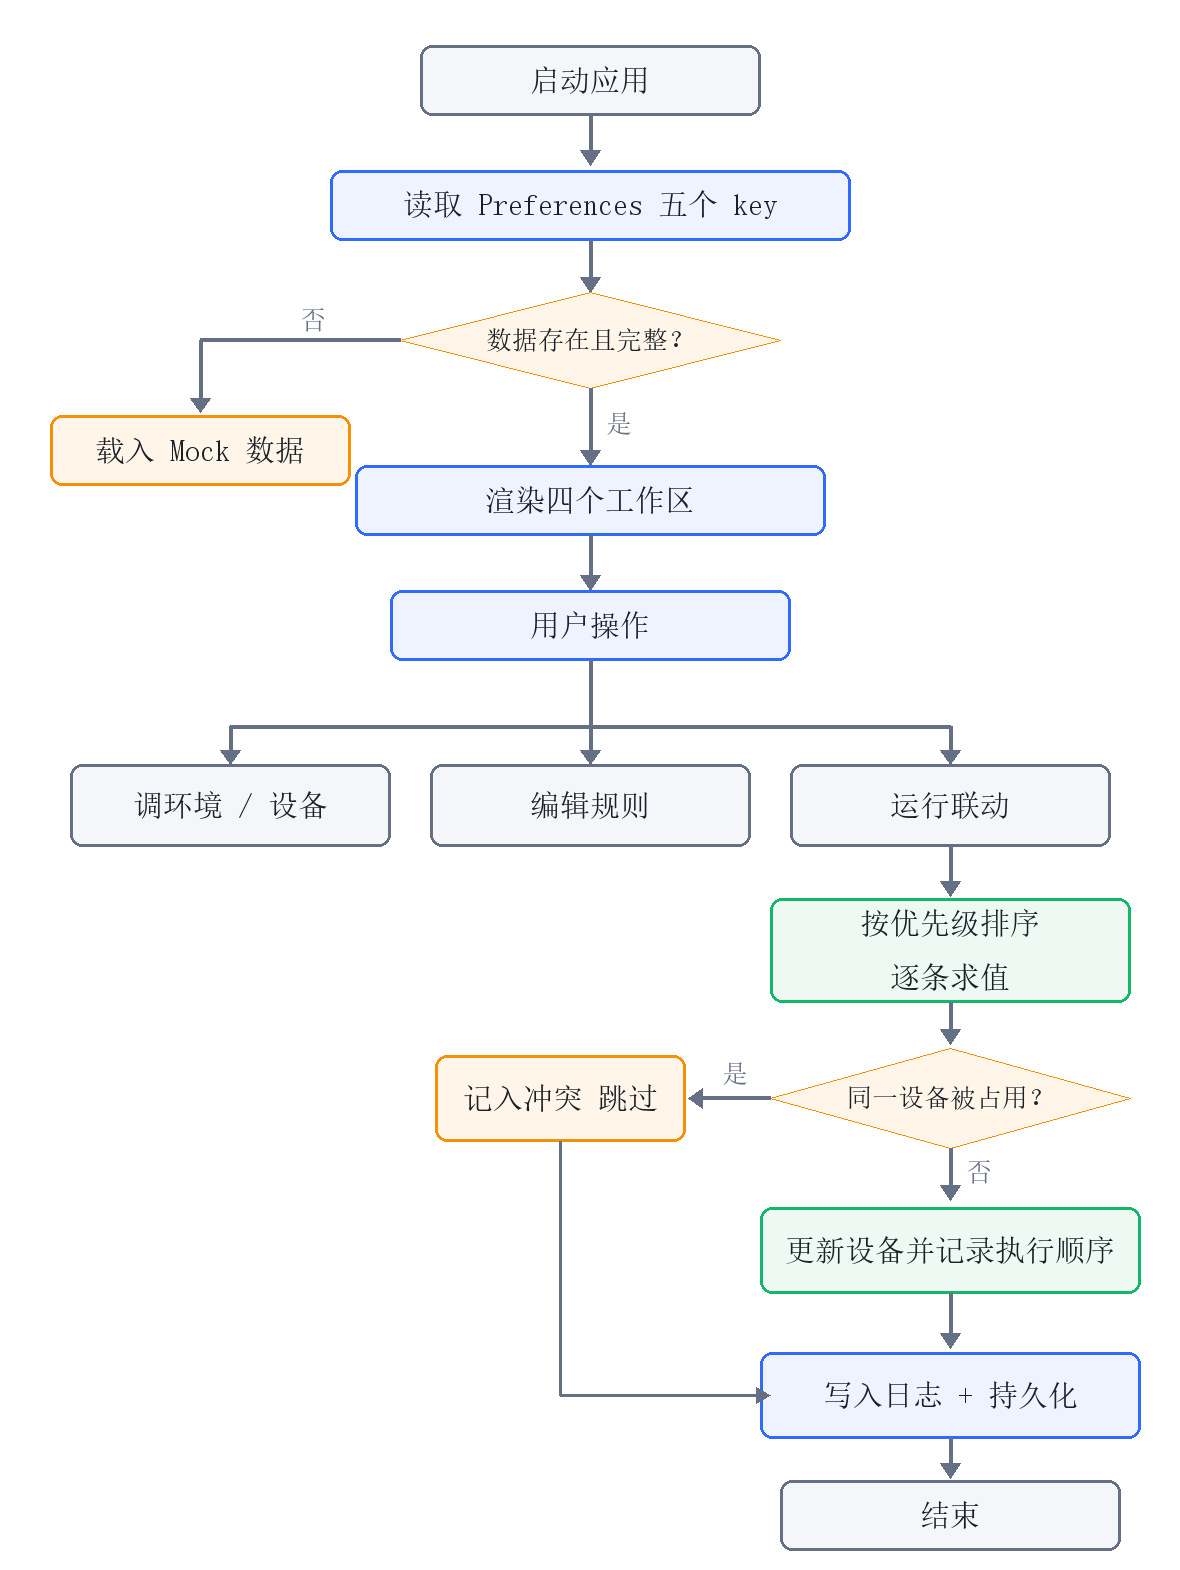 启动应用
读取 Preferences 五个 key
数据存在且完整?
否
是
载入 Mock 数据
渲染四个工作区
用户操作
调环境 / 设备
编辑规则
运行联动
按优先级排序
逐条求值
同一设备被占用?
是
记入冲突 跳过
否
更新设备并记录执行顺序
写入日志 + 持久化
结束